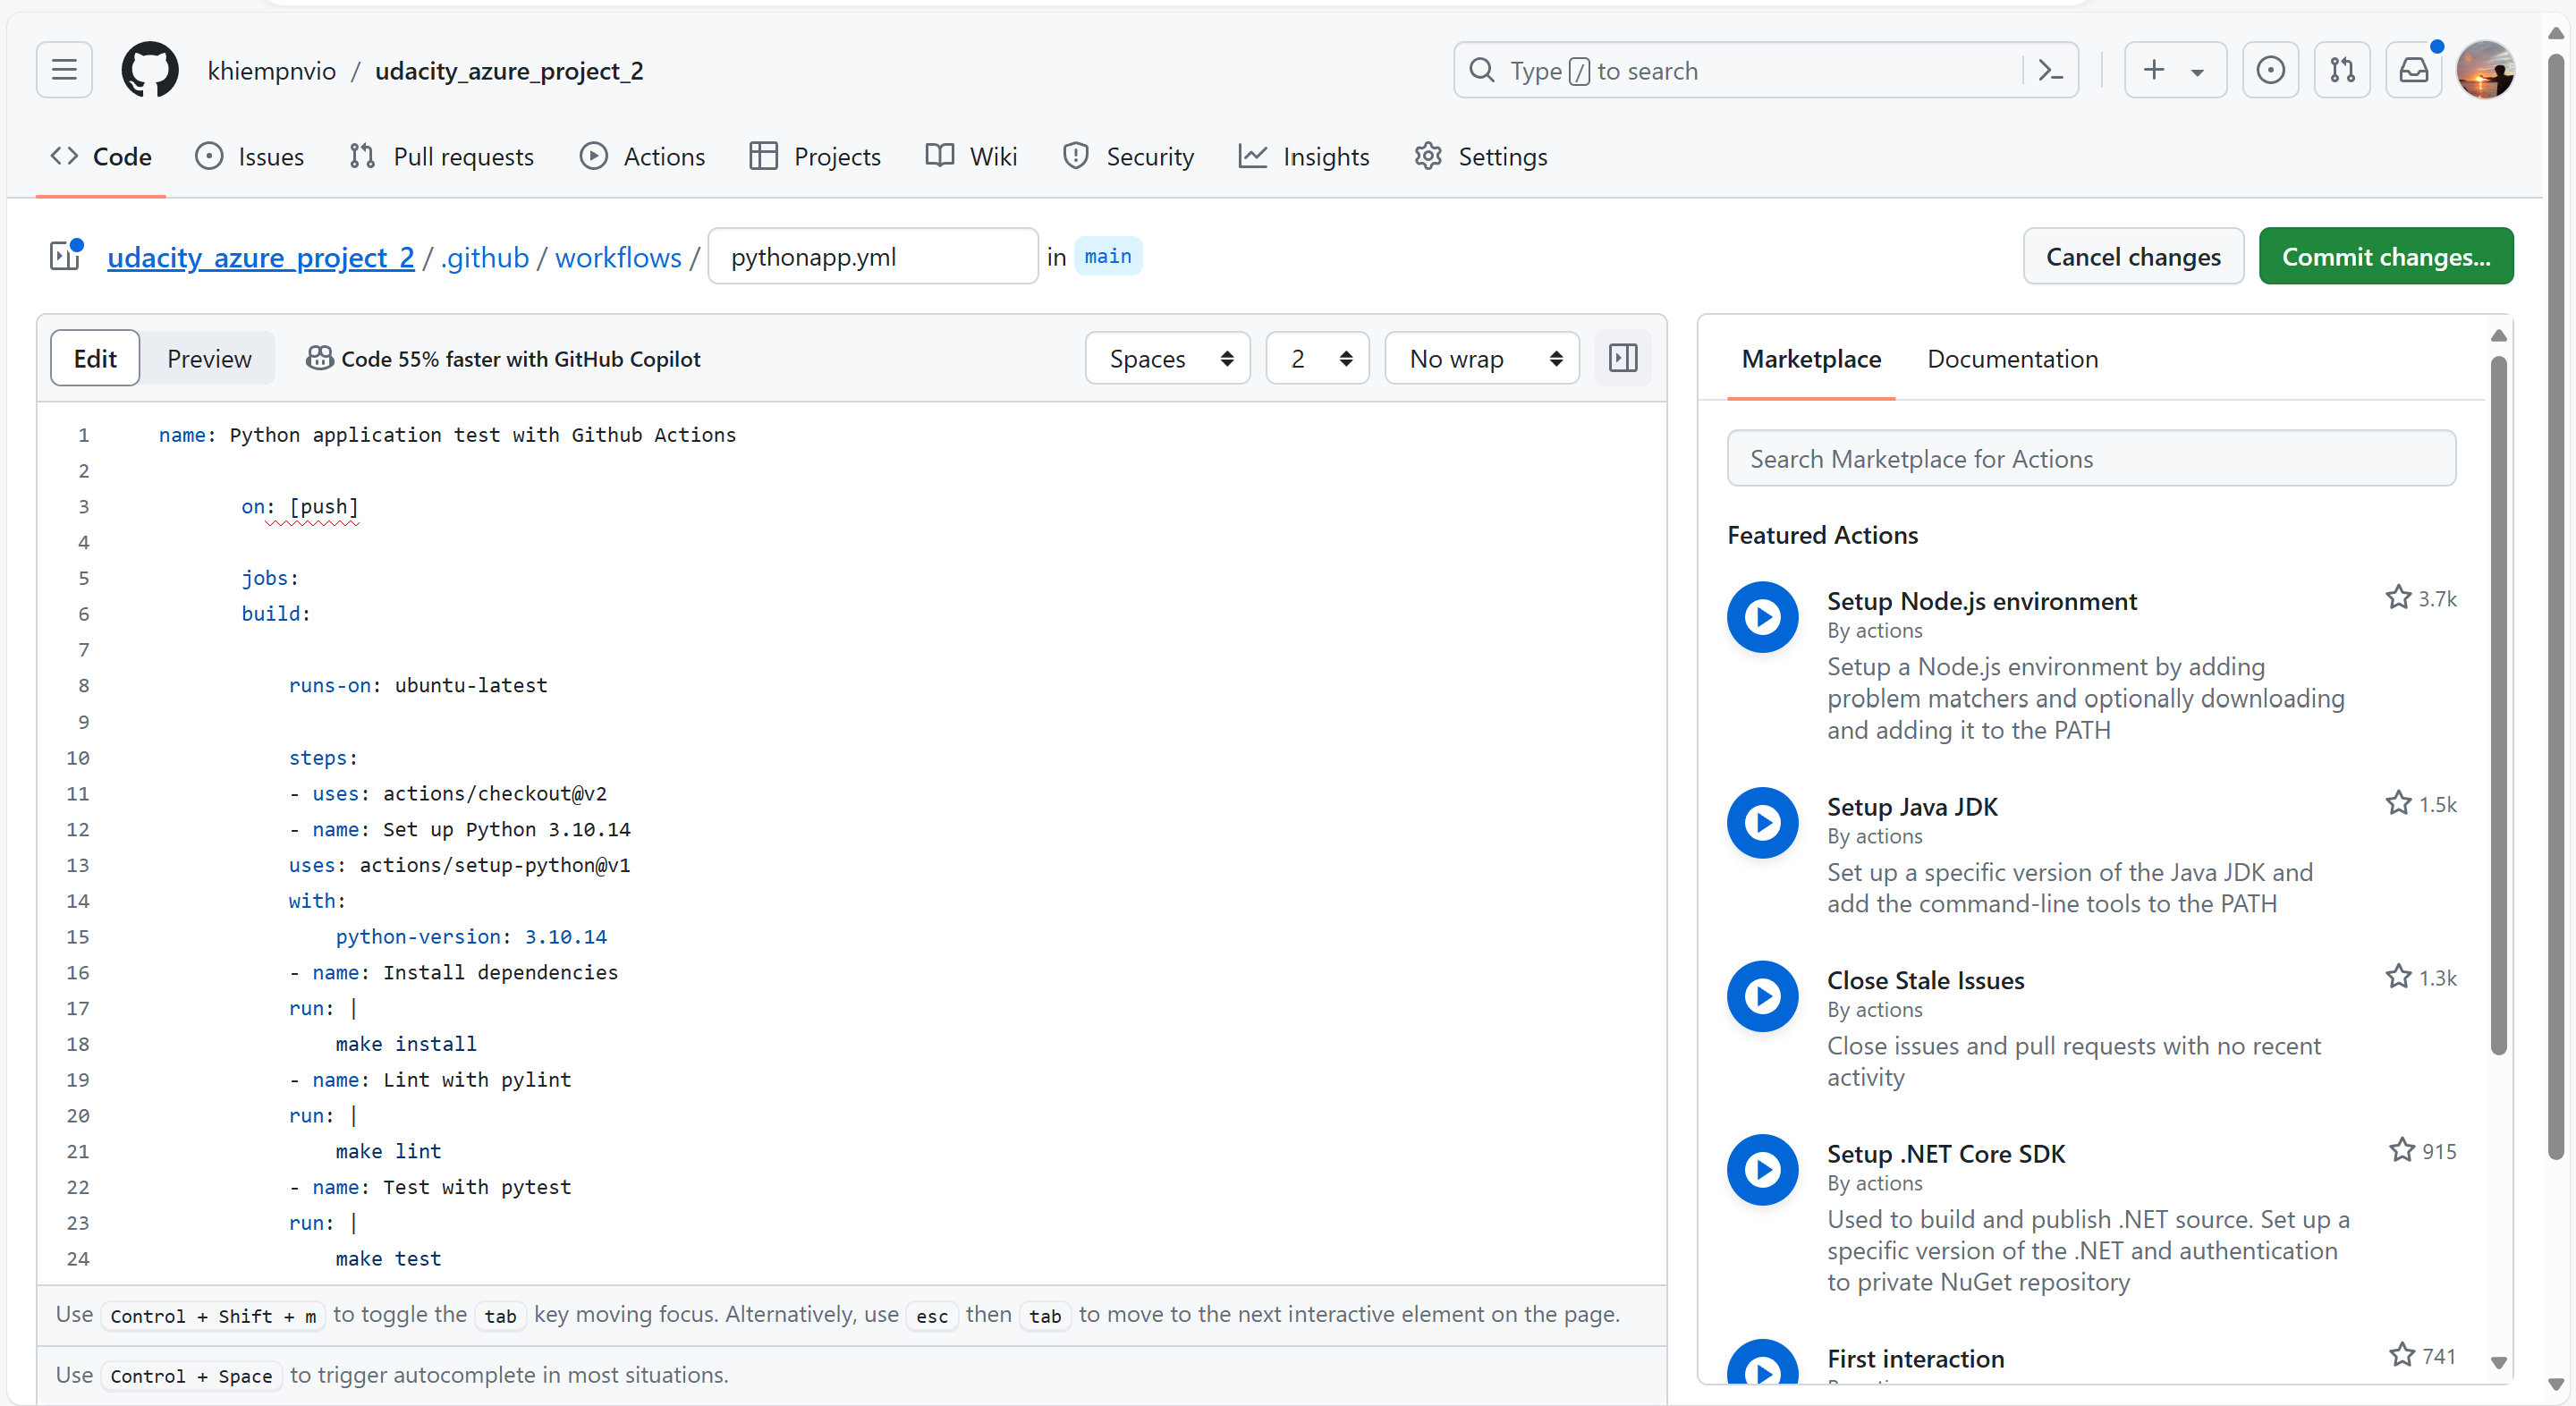 khiempnvio / udacity_azure_project_2
Type / to search
Code
Issues
Pull requests
Actions
Projects
Wiki
Security
Insights
Settings
udacity_azure_project_2 / .github / workflows / pythonapp.yml in main
Cancel changes
Commit changes...
Edit
Preview
Code 55% faster with GitHub Copilot
Spaces
2
No wrap
1 name: Python application test with Github Actions
2
3 on: [push]
4
5 jobs:
6 build:
7
8 runs-on: ubuntu-latest
9
10 steps:
11 - uses: actions/checkout@v2
12 - name: Set up Python 3.10.14
13 uses: actions/setup-python@v1
14 with:
15 python-version: 3.10.14
16 - name: Install dependencies
17 run: |
18 make install
19 - name: Lint with pylint
20 run: |
21 make lint
22 - name: Test with pytest
23 run: |
24 make test
Use Control + Shift + m to toggle the tab key moving focus. Alternatively, use esc then tab to move to the next interactive element on the page.
Use Control + Space to trigger autocomplete in most situations.
Marketplace
Documentation
Search Marketplace for Actions
Featured Actions
Setup Node.js environment
3.7k
By actions
Setup a Node.js environment by adding
problem matchers and optionally downloading
and adding it to the PATH
Setup Java JDK
1.5k
By actions
Set up a specific version of the Java JDK and
add the command-line tools to the PATH
Close Stale Issues
1.3k
By actions
Close issues and pull requests with no recent
activity
Setup .NET Core SDK
915
By actions
Used to build and publish .NET source. Set up a
specific version of the .NET and authentication
to private NuGet repository
First interaction
741